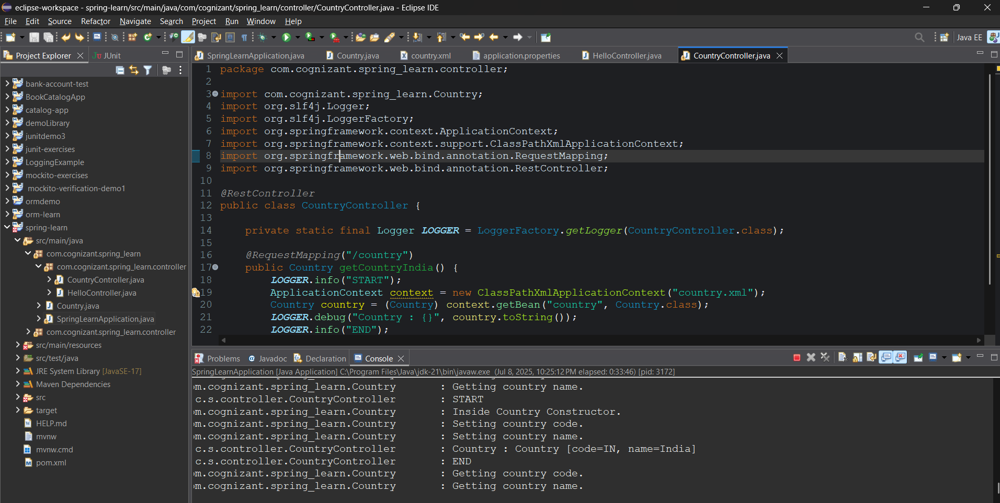 eclipse-workspace - spring-learn/src/main/java/com/cognizant/spring_learn/controller/CountryController.java - Eclipse IDE
File Edit Source Refactor Navigate Search Project Run Window Help
Java EE
Project Explorer
JUnit
bank-account-test
BookCatalogApp
catalog-app
demoLibrary
junitdemo3
junit-exercises
LoggingExample
mockito-exercises
mockito-verification-demo1
ormdemo
orm-learn
spring-learn
src/main/java
com.cognizant.spring_learn
com.cognizant.spring_learn.controller
CountryController.java
HelloController.java
Country.java
SpringLearnApplication.java
com.cognizant.spring_learn.controller
src/main/resources
src/test/java
JRE System Library [JavaSE-17]
Maven Dependencies
src
target
HELP.md
mvnw
mvnw.cmd
pom.xml
SpringLearnApplication.java Country.java country.xml application.properties HelloController.java CountryController.java
1 package com.cognizant.spring_learn.controller;
2
3 import com.cognizant.spring_learn.Country;
4 import org.slf4j.Logger;
5 import org.slf4j.LoggerFactory;
6 import org.springframework.context.ApplicationContext;
7 import org.springframework.context.support.ClassPathXmlApplicationContext;
8 import org.springframework.web.bind.annotation.RequestMapping;
9 import org.springframework.web.bind.annotation.RestController;
10
11 @RestController
12 public class CountryController {
13
14 private static final Logger LOGGER = LoggerFactory.getLogger(CountryController.class);
15
16 @RequestMapping("/country")
17 public Country getCountryIndia() {
18 LOGGER.info("START");
19 ApplicationContext context = new ClassPathXmlApplicationContext("country.xml");
20 Country country = (Country) context.getBean("country", Country.class);
21 LOGGER.debug("Country : {}", country.toString());
22 LOGGER.info("END");
Problems Javadoc Declaration Console
SpringLearnApplication [Java Application] C:\Program Files\Java\jdk-21\bin\javaw.exe (Jul 8, 2025, 10:25:12 PM elapsed: 0:33:46) [pid: 3172]
m.cognizant.spring_learn.Country : Getting country name.
c.s.controller.CountryController : START
m.cognizant.spring_learn.Country : Inside Country Constructor.
m.cognizant.spring_learn.Country : Setting country code.
m.cognizant.spring_learn.Country : Setting country name.
c.s.controller.CountryController : Country : Country [code=IN, name=India]
c.s.controller.CountryController : END
m.cognizant.spring_learn.Country : Getting country code.
m.cognizant.spring_learn.Country : Getting country name.